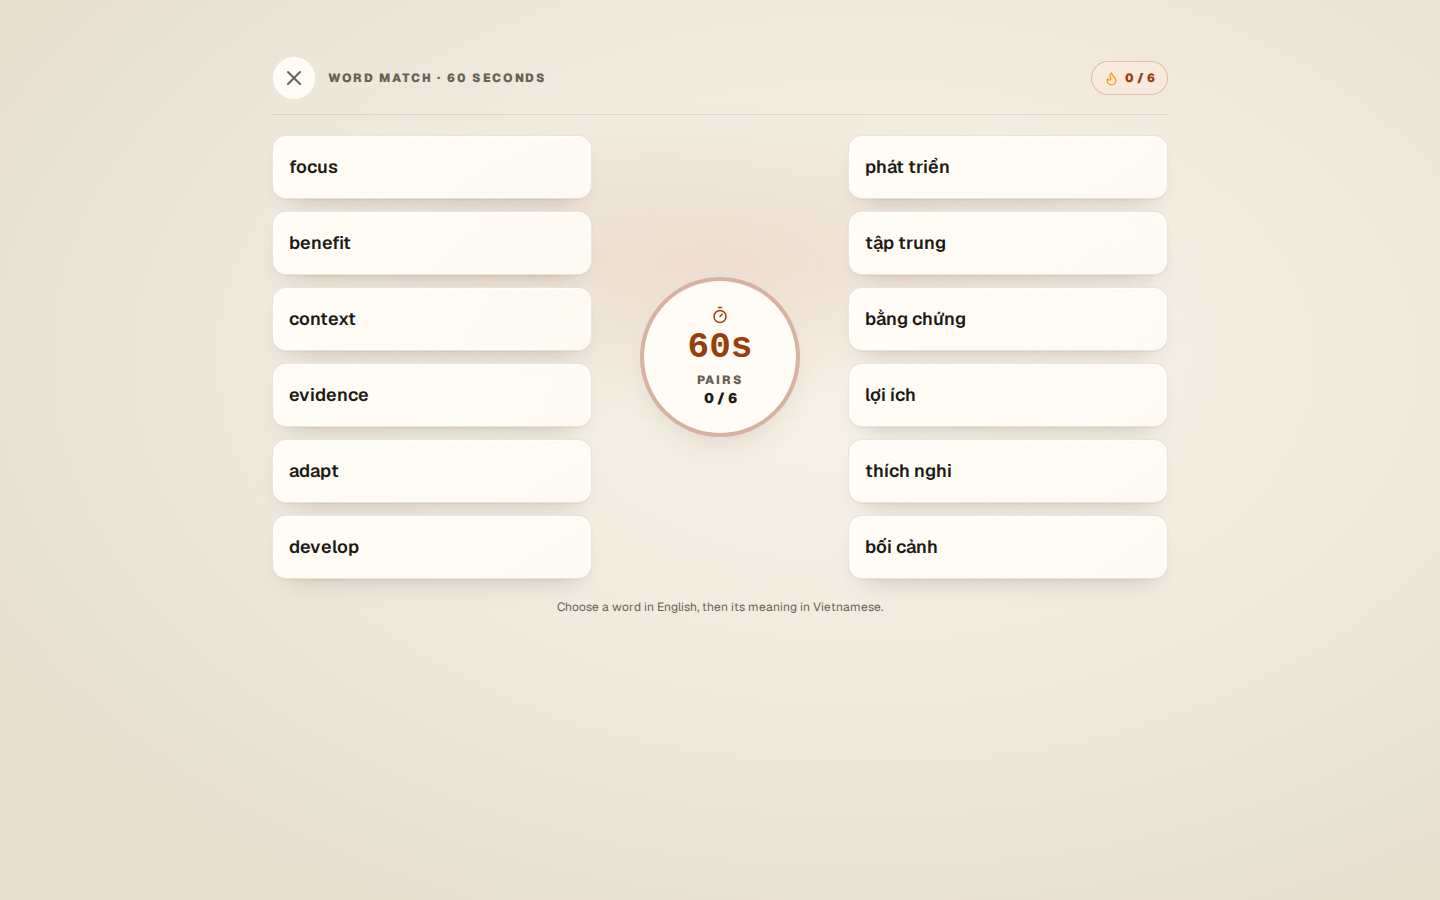 WORD MATCH · 60 SECONDS
0 / 6
focus
benefit
context
evidence
adapt
develop
60s
PAIRS
0 / 6
phát triển
tập trung
bằng chứng
lợi ích
thích nghi
bối cảnh
Choose a word in English, then its meaning in Vietnamese.